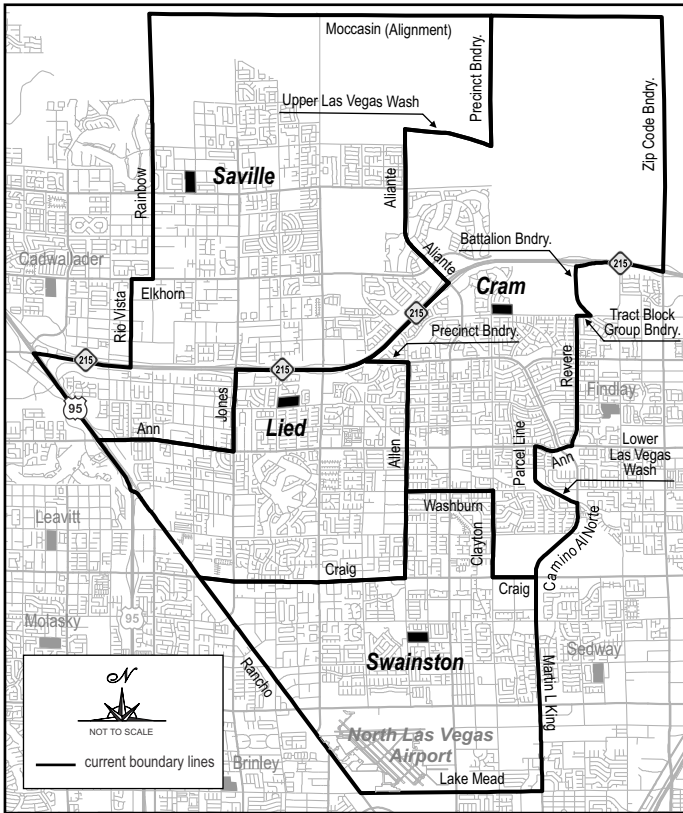 Moccasin (Alignment)
Upper Las Vegas Wash
Precinct Bndry.
Zip Code Bndry.
Saville
Rainbow
Aliante
Aliante
Battalion Bndry.
215
Cadwallader
Elkhorn
Rio Vista
215
Cram
Precinct Bndry.
Tract Block
Group Bndry.
215
215
95
Jones
Lied
Ann
Allen
Revere
Findlay
Parcel Line
Ann
Lower
Las Vegas
Wash
Leavitt
Washburn
Clayton
Camino Al Norte
Craig
Craig
Molasky
95
Rancho
Swainston
Martin L King
Sedway
N
NOT TO SCALE
current boundary lines
North Las Vegas
Airport
Brinley
Lake Mead